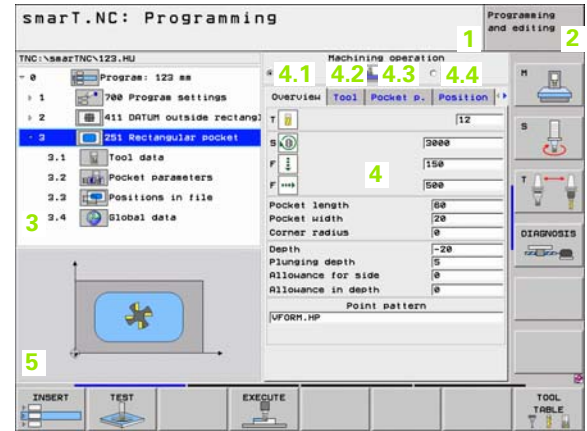 smarT.NC: Programming
Programming and editing
1
2
TNC:\smarTNC\123.HU
Machining operation
4.1 4.2 4.3 4.4
0 Program: 123 mm
1 700 Program settings
2 411 DATUM outside rectangl
3 251 Rectangular pocket
3.1 Tool data
3.2 Pocket parameters
3.3 Positions in file
3.4 Global data
3
5
Overview Tool Pocket p. Position
T 12
S 3000
F 150
F 500
4
Pocket length 60
Pocket width 20
Corner radius 0
Depth -20
Plunging depth 5
Allowance for side 0
Allowance in depth 0
Point pattern
VFORM.HP
M
S
T
DIAGNOSIS
INSERT
TEST
EXECUTE
TOOL TABLE